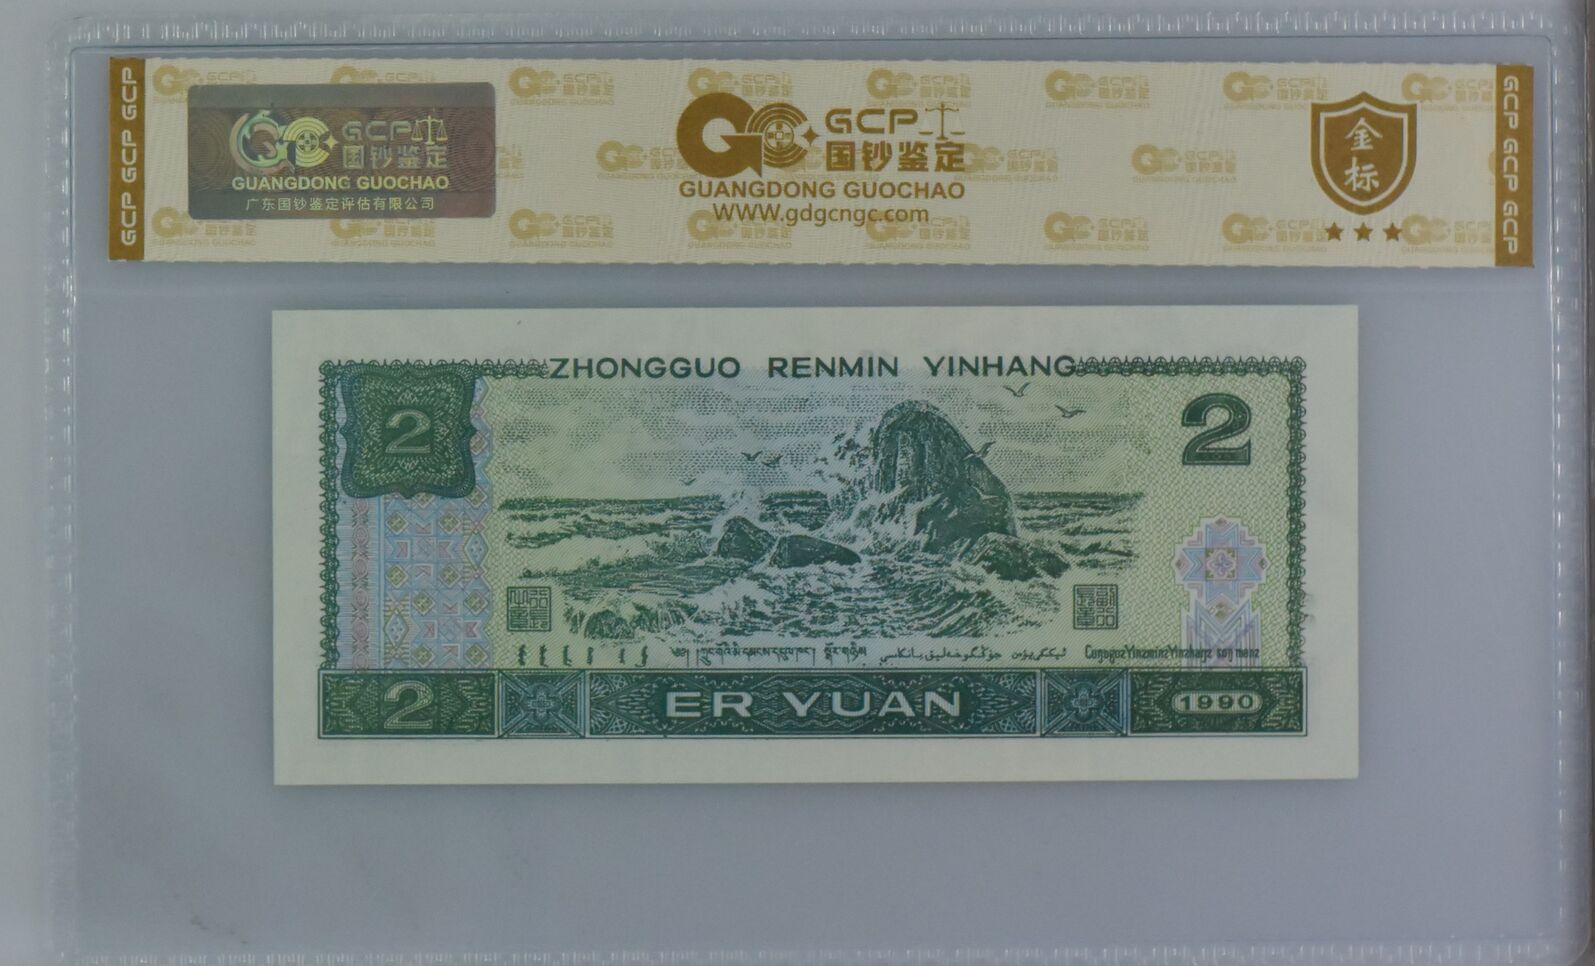 GCP GCP GCP
GCP
国钞鉴定
GUANGDONG GUOCHAO
广东国钞鉴定评估有限公司
GCP
国钞鉴定
GUANGDONG GUOCHAO
WWW.gdgcngc.com
金标
GCP GCP GCP
ZHONGGUO RENMIN YINHANG
2
2
2
ER YUAN
1990